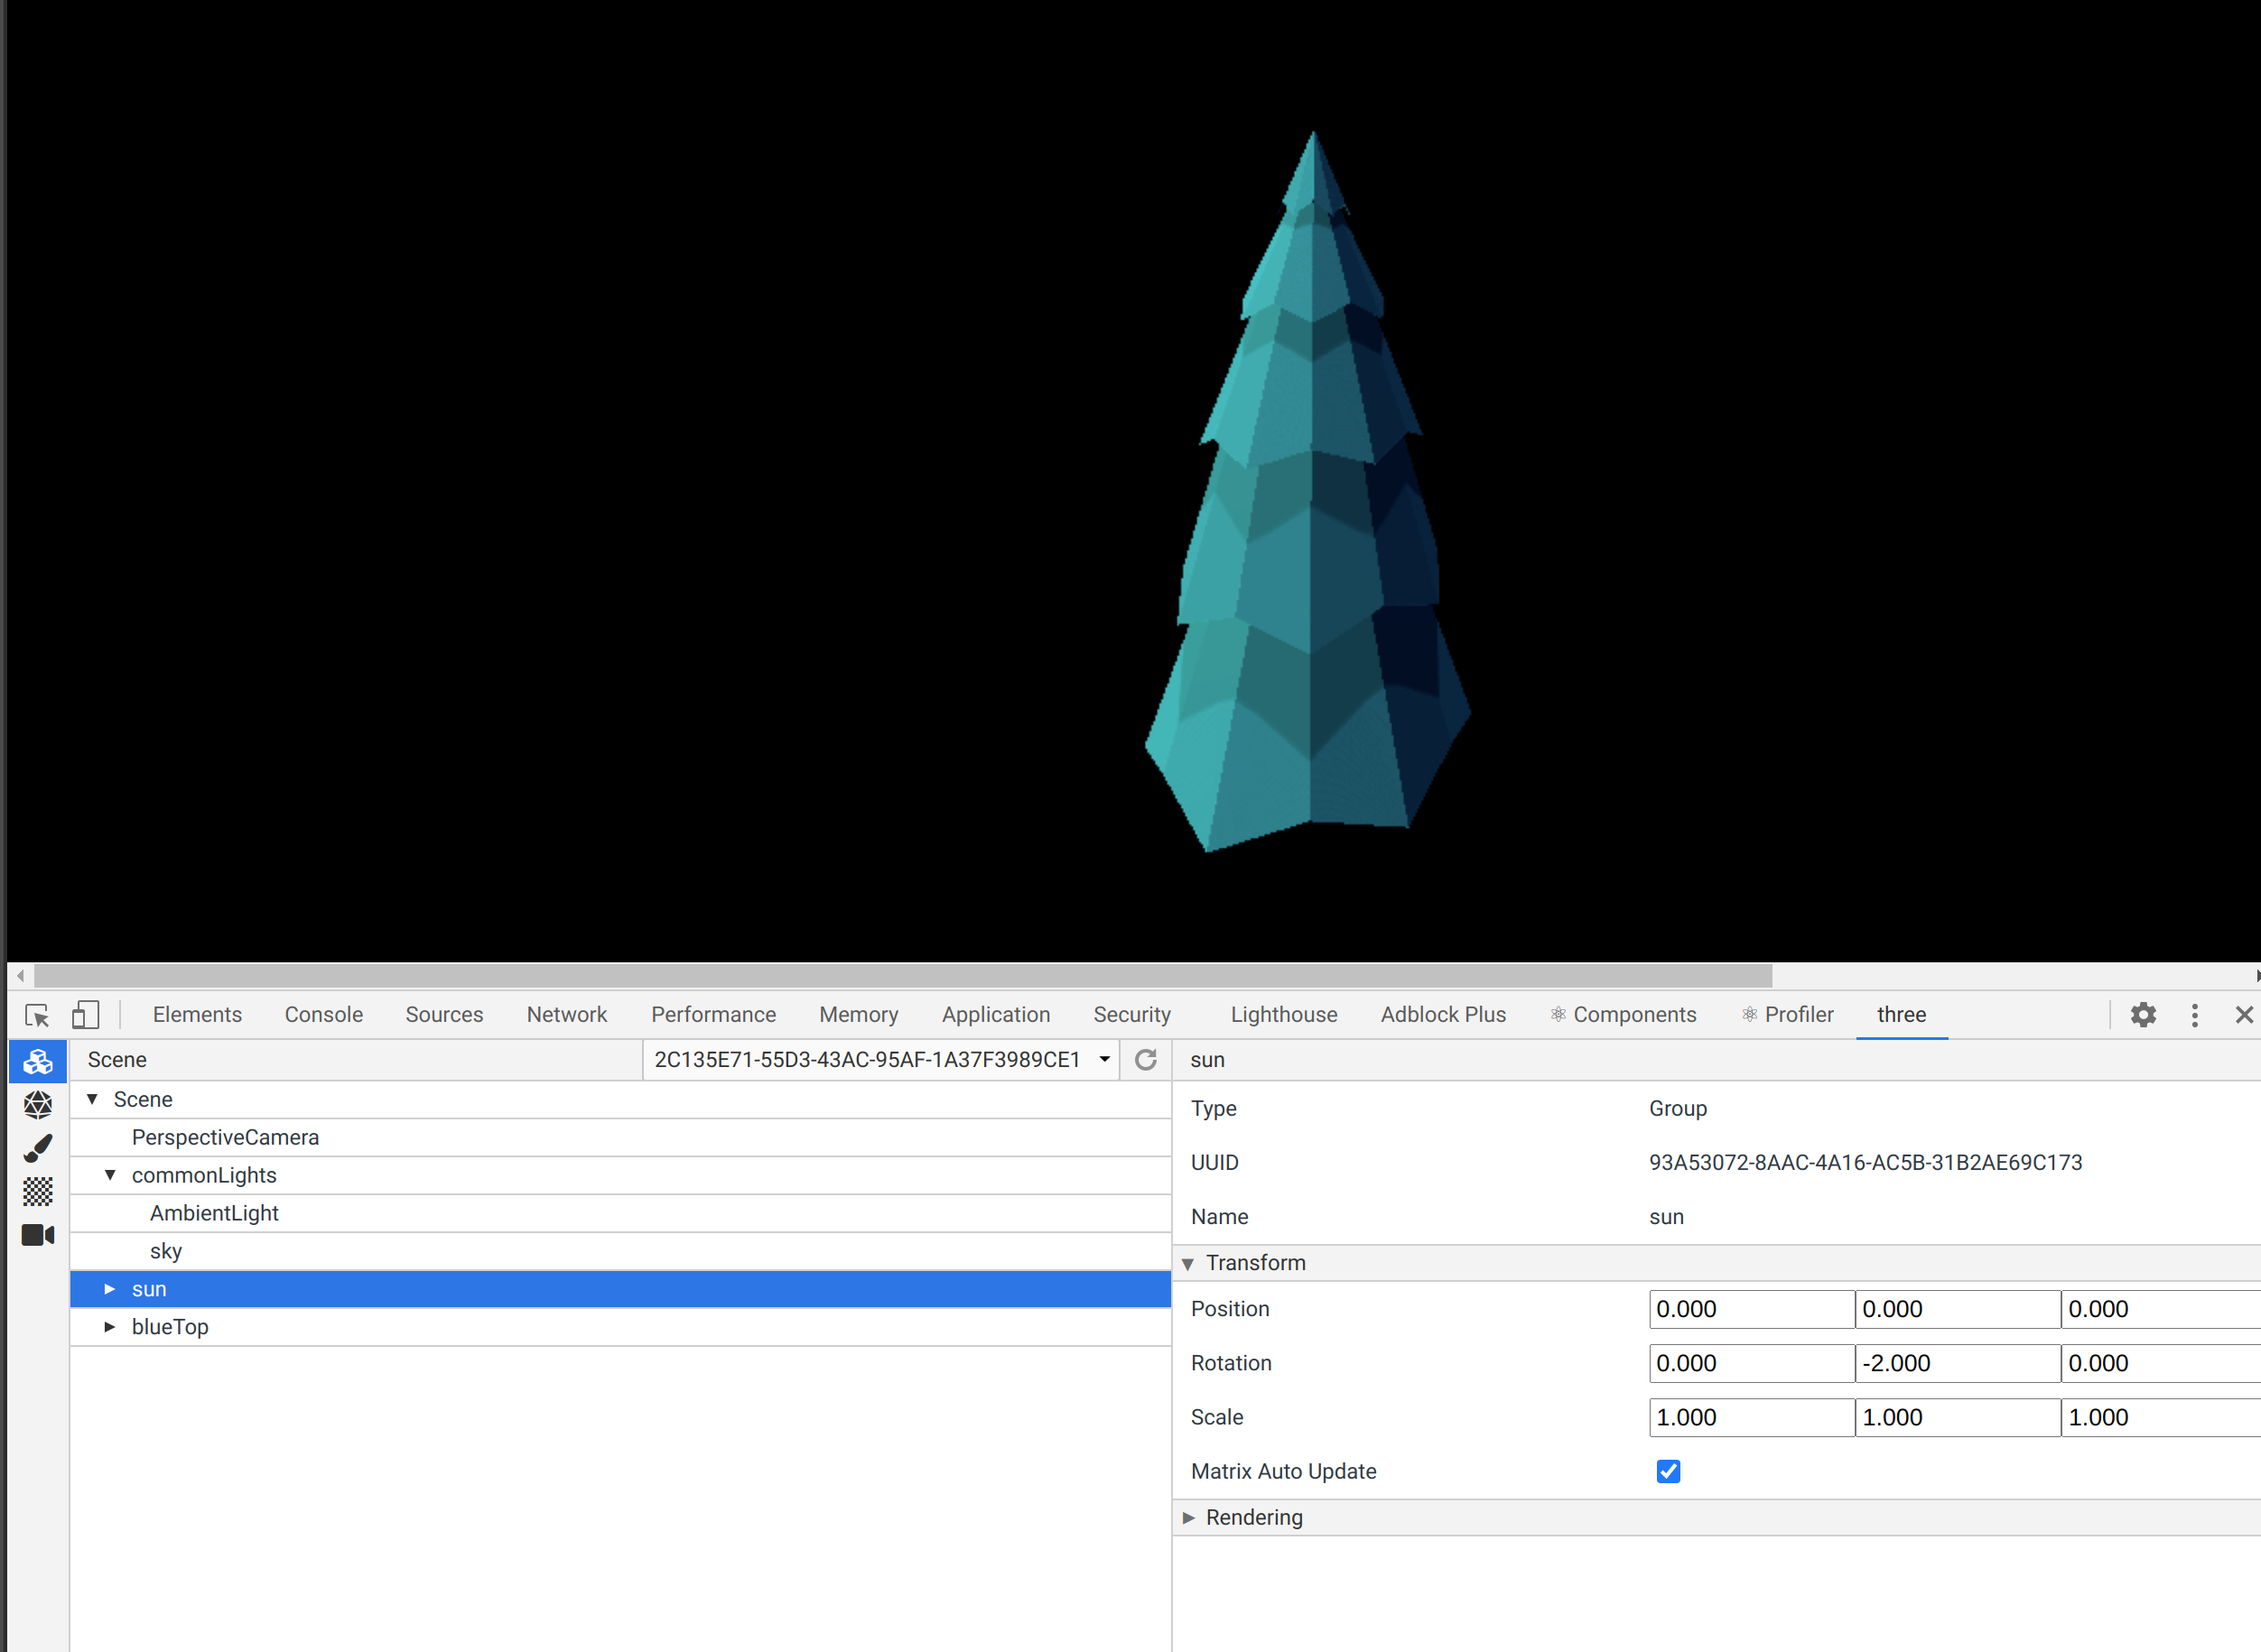 Elements Console Sources Network Performance Memory Application Security Lighthouse Adblock Plus Components Profiler three
Scene 2C135E71-55D3-43AC-95AF-1A37F3989CE1 sun
Scene
PerspectiveCamera
commonLights
AmbientLight
sky
sun
blueTop
Type Group
UUID 93A53072-8AAC-4A16-AC5B-31B2AE69C173
Name sun
Transform
Position 0.000 0.000 0.000
Rotation 0.000 -2.000 0.000
Scale 1.000 1.000 1.000
Matrix Auto Update
Rendering